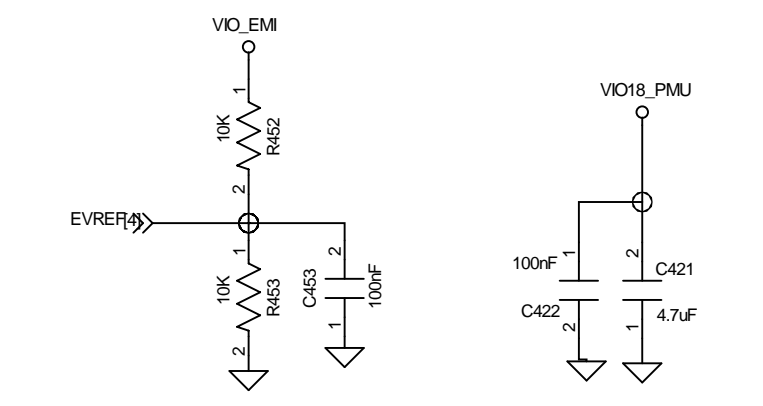 VIO_EMI
1
10K
R452
2
EVREF[4]
1
10K
R453
2
2
C453
100nF
1
VIO18_PMU
1
100nF
C422
2
2
C421
4.7uF
1